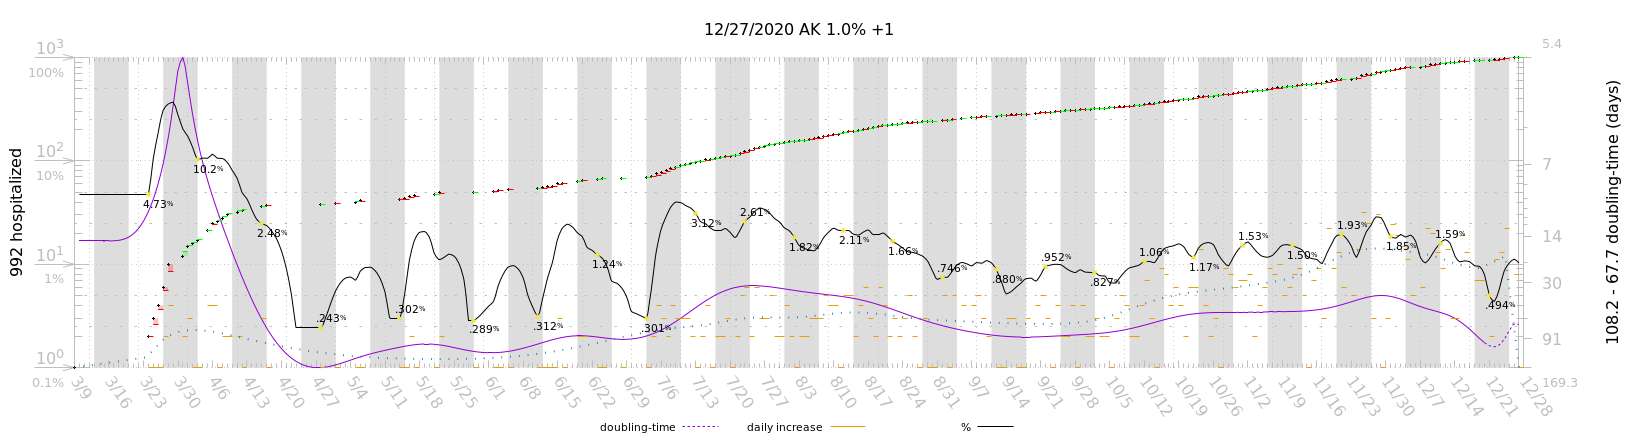 12/27/2020 AK 1.0% +1
10³ 5.4
100%
10² 7
10%
10¹ 14
1% 30
10⁰ 91
0.1% 169.3
992 hospitalized
108.2 - 67.7 doubling-time (days)
4.73% 10.2% 2.48% .243% .302% .289% .312% 1.24% .301% 3.12% 2.61% 1.82% 2.11% 1.66% .746% .880% .952% .827% 1.06% 1.17% 1.53% 1.50% 1.93% 1.85% 1.59% .494%
3/9 3/16 3/23 3/30 4/6 4/13 4/20 4/27 5/4 5/11 5/18 5/25 6/1 6/8 6/15 6/22 6/29 7/6 7/13 7/20 7/27 8/3 8/10 8/17 8/24 8/31 9/7 9/14 9/21 9/28 10/5 10/12 10/19 10/26 11/2 11/9 11/16 11/23 11/30 12/7 12/14 12/21 12/28
doubling-time daily increase %